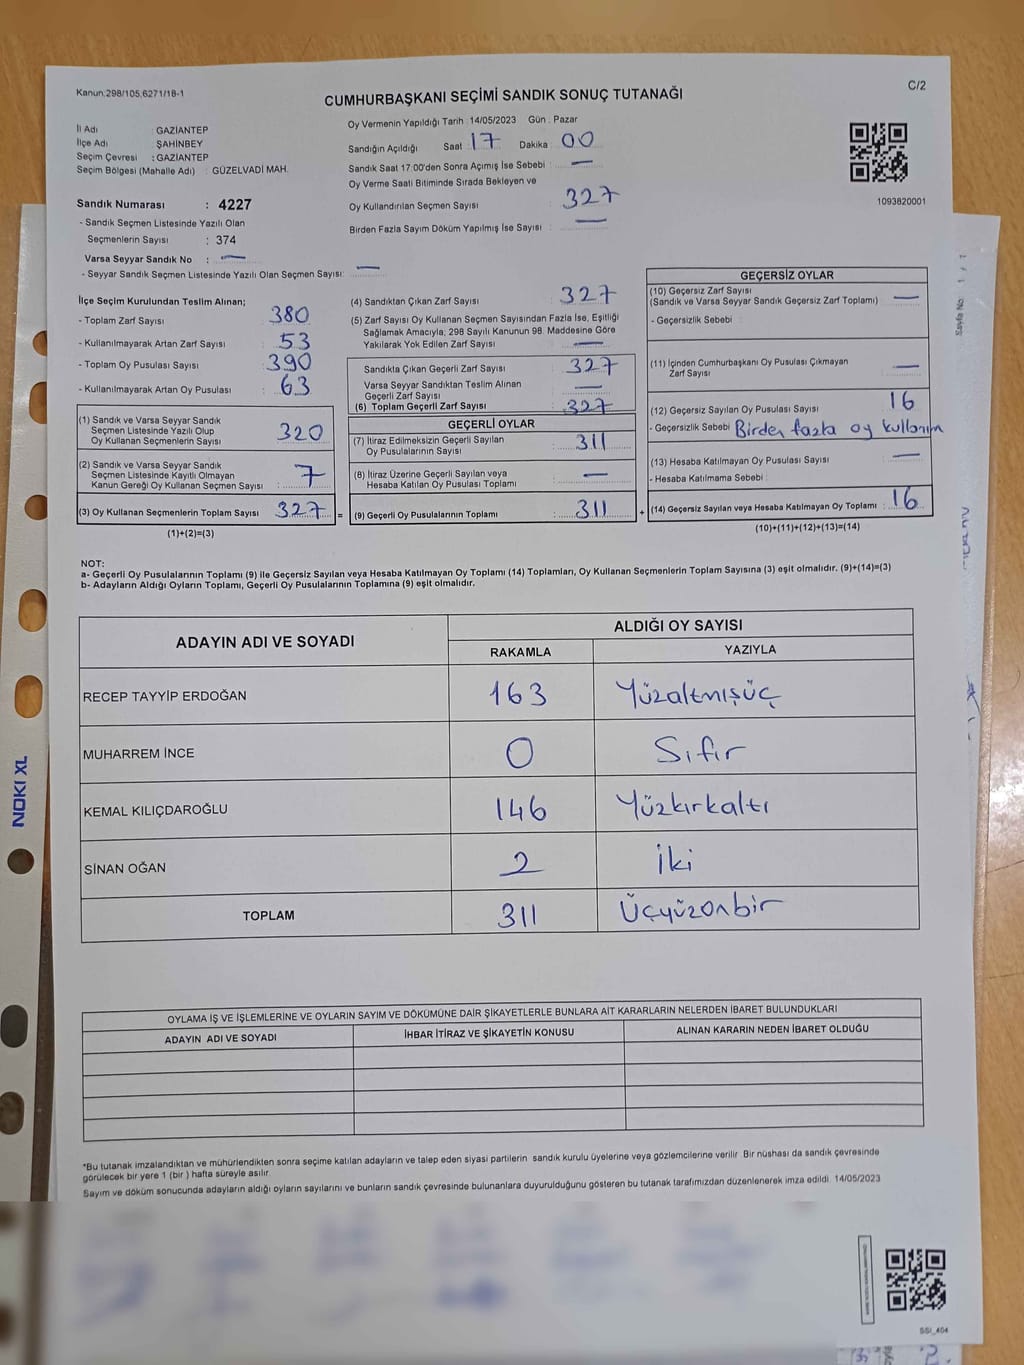 Kanun.298/105,6271/18-1
C/2
CUMHURBAŞKANI SEÇİMİ SANDIK SONUÇ TUTANAĞI
İl Adı : GAZİANTEP
İlçe Adı ŞAHİNBEY
Seçim Çevresi : GAZİANTEP
Seçim Bölgesi (Mahalle Adı) : GÜZELVADİ MAH.
Oy Vermenin Yapıldığı Tarih 14/05/2023 Gün : Pazar
Sandığın Açıldığı Saat 17 Dakika 00
Sandık Saat 17:00'den Sonra Açımış İse Sebebi : —
Oy Verme Saati Bitiminde Sırada Bekleyen ve
Oy Kullandırılan Seçmen Sayısı : 327
Birden Fazla Sayım Döküm Yapılmış İse Sayısı : —
1093820001
Sandık Numarası : 4227
- Sandık Seçmen Listesinde Yazılı Olan
Seçmenlerin Sayısı : 374
Varsa Seyyar Sandık No : —
- Seyyar Sandık Seçmen Listesinde Yazılı Olan Seçmen Sayısı: —
İlçe Seçim Kurulundan Teslim Alınan;
- Toplam Zarf Sayısı : 380
- Kullanılmayarak Artan Zarf Sayısı : 53
- Toplam Oy Pusulası Sayısı : 390
- Kullanılmayarak Artan Oy Pusulası : 63
(1) Sandık ve Varsa Seyyar Sandık
Seçmen Listesinde Yazılı Olup
Oy Kullanan Seçmenlerin Sayısı : 320
(2) Sandık ve Varsa Seyyar Sandık
Seçmen Listesinde Kayıtlı Olmayan
Kanun Gereği Oy Kullanan Seçmen Sayısı : 7
(3) Oy Kullanan Seçmenlerin Toplam Sayısı : 327 =
(1)+(2)=(3)
(4) Sandıktan Çıkan Zarf Sayısı : 327
(5) Zarf Sayısı Oy Kullanan Seçmen Sayısından Fazla İse, Eşitliği
Sağlamak Amacıyla; 298 Sayılı Kanunun 98. Maddesine Göre
Yakılarak Yok Edilen Zarf Sayısı : —
Sandıkta Çıkan Geçerli Zarf Sayısı : 327
Varsa Seyyar Sandıktan Teslim Alınan
Geçerli Zarf Sayısı : —
(6) Toplam Geçerli Zarf Sayısı : 327
GEÇERLİ OYLAR
(7) İtiraz Edilmeksizin Geçerli Sayılan
Oy Pusulalarının Sayısı : 311
(8) İtiraz Üzerine Geçerli Sayılan veya
Hesaba Katılan Oy Pusulası Toplamı : —
(9) Geçerli Oy Pusulalarının Toplamı : 311 +
GEÇERSİZ OYLAR
(10) Geçersiz Zarf Sayısı
(Sandık ve Varsa Seyyar Sandık Geçersiz Zarf Toplamı) : —
- Geçersizlik Sebebi :
(11) İçinden Cumhurbaşkanı Oy Pusulası Çıkmayan
Zarf Sayısı : —
(12) Geçersiz Sayılan Oy Pusulası Sayısı : 16
- Geçersizlik Sebebi Birden fazla oy kullanım
(13) Hesaba Katılmayan Oy Pusulası Sayısı : —
- Hesaba Katılmama Sebebi :
(14) Geçersiz Sayılan veya Hesaba Katılmayan Oy Toplamı : 16
(10)+(11)+(12)+(13)=(14)
NOT:
a- Geçerli Oy Pusulalarının Toplamı (9) ile Geçersiz Sayılan veya Hesaba Katılmayan Oy Toplamı (14) Toplamları, Oy Kullanan Seçmenlerin Toplam Sayısına (3) eşit olmalıdır. (9)+(14)=(3)
b- Adayların Aldığı Oyların Toplamı, Geçerli Oy Pusulalarının Toplamına (9) eşit olmalıdır.
ADAYIN ADI VE SOYADI
ALDIĞI OY SAYISI
RAKAMLA YAZIYLA
RECEP TAYYİP ERDOĞAN 163 Yüzaltmışüç
MUHARREM İNCE 0 Sıfır
KEMAL KILIÇDAROĞLU 146 Yüzkırkaltı
SİNAN OĞAN 2 İki
TOPLAM 311 Üçyüzonbir
OYLAMA İŞ VE İŞLEMLERİNE VE OYLARIN SAYIM VE DÖKÜMÜNE DAİR ŞİKAYETLERLE BUNLARA AİT KARARLARIN NELERDEN İBARET BULUNDUKLARI
ADAYIN ADI VE SOYADI İHBAR İTİRAZ VE ŞİKAYETİN KONUSU ALINAN KARARIN NEDEN İBARET OLDUĞU
*Bu tutanak imzalandıktan ve mühürlendikten sonra seçime katılan adayların ve talep eden siyasi partilerin sandık kurulu üyelerine veya gözlemcilerine verilir Bir nüshası da sandık çevresinde
görülecek bir yere 1 (bir ) hafta süreyle asılır.
Sayım ve döküm sonucunda adayların aldığı oyların sayılarını ve bunların sandık çevresinde bulunanlara duyurulduğunu gösteren bu tutanak tarafımızdan düzenlenerek imza edildi. 14/05/2023
SSI_404
NOKI XL
Sayfa No: 1 / 1